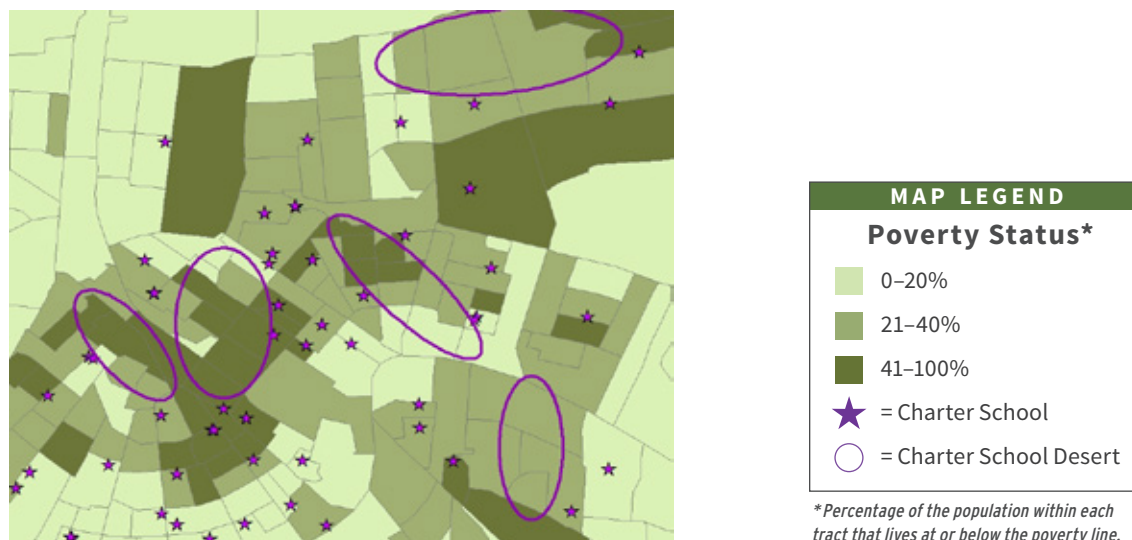 MAP LEGEND
Poverty Status*
0–20%
21–40%
41–100%
= Charter School
= Charter School Desert
*Percentage of the population within each
tract that lives at or below the poverty line.